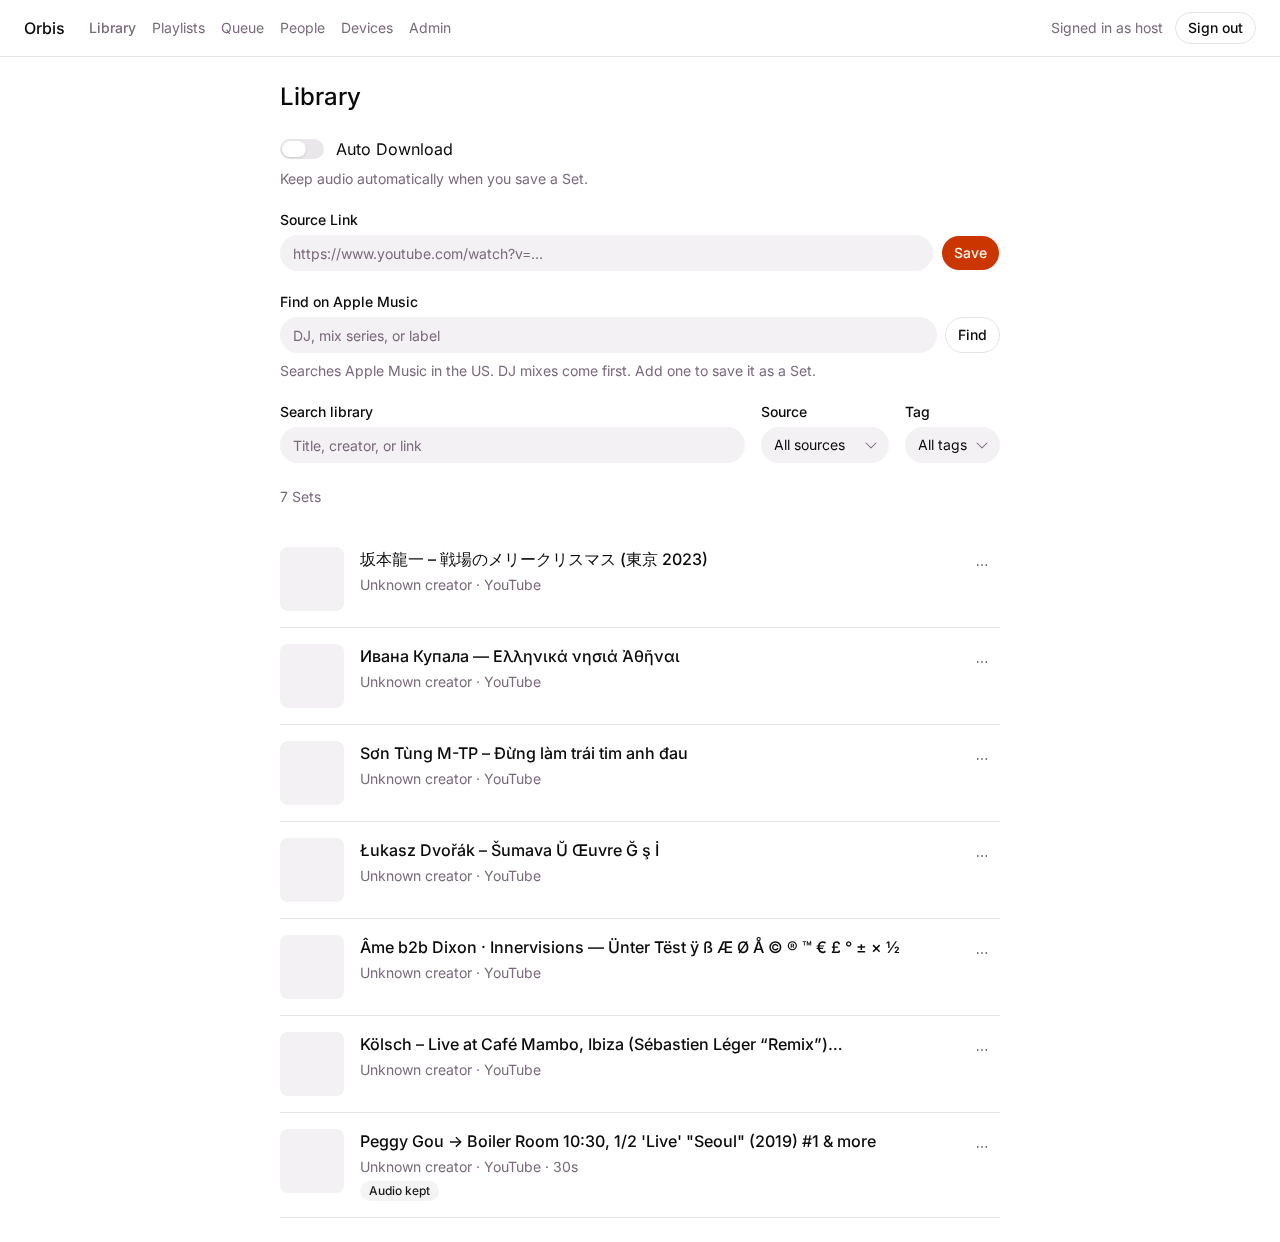 Orbis Library Playlists Queue People Devices Admin Signed in as host Sign out
Library
Auto Download
Keep audio automatically when you save a Set.
Source Link
https://www.youtube.com/watch?v=... Save
Find on Apple Music
DJ, mix series, or label Find
Searches Apple Music in the US. DJ mixes come first. Add one to save it as a Set.
Search library Source Tag
Title, creator, or link All sources All tags
7 Sets
坂本龍一 – 戦場のメリークリスマス (東京 2023) ...
Unknown creator · YouTube
Ивана Купала — Ελληνικά νησιά Ἀθῆναι ...
Unknown creator · YouTube
Sơn Tùng M-TP – Đừng làm trái tim anh đau ...
Unknown creator · YouTube
Łukasz Dvořák – Šumava Ŭ Œuvre Ğ ş İ ...
Unknown creator · YouTube
Âme b2b Dixon · Innervisions — Ünter Tëst ÿ ß Æ Ø Å © ® ™ € £ ° ± × ½ ...
Unknown creator · YouTube
Kölsch – Live at Café Mambo, Ibiza (Sébastien Léger “Remix”)… ...
Unknown creator · YouTube
Peggy Gou → Boiler Room 10:30, 1/2 'Live' "Seoul" (2019) #1 & more ...
Unknown creator · YouTube · 30s
Audio kept